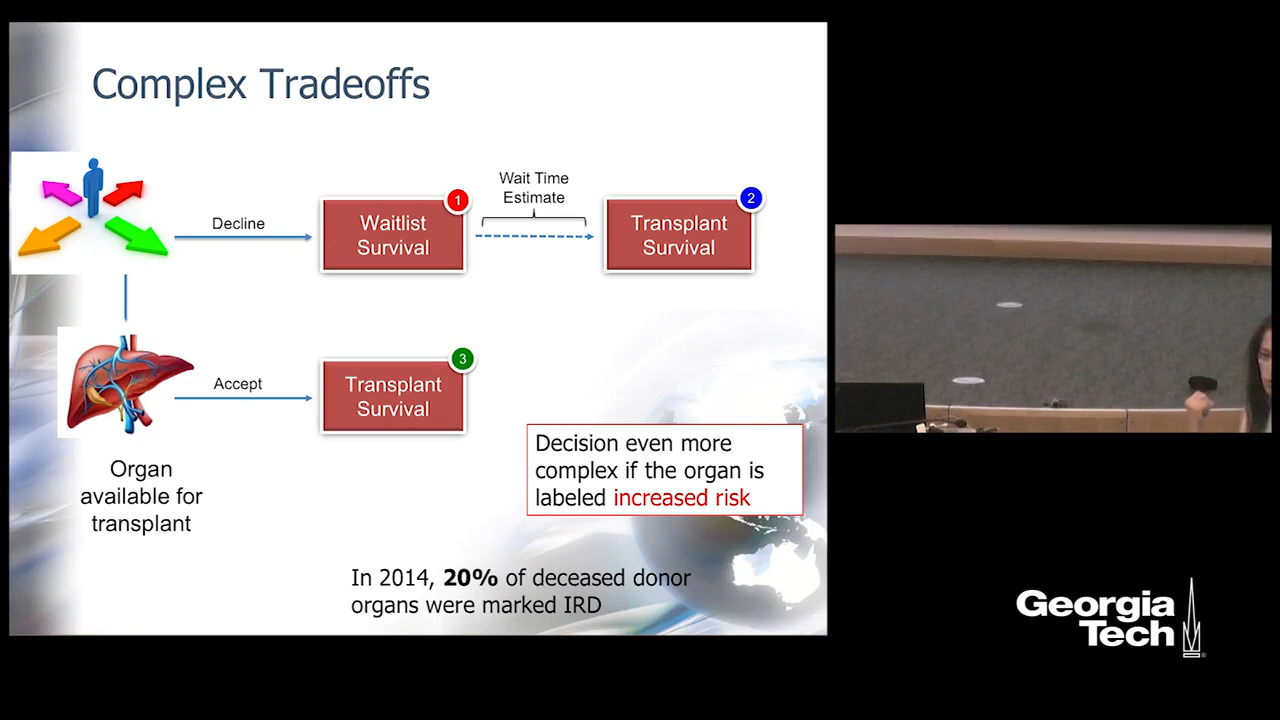 Complex Tradeoffs
Decline
Waitlist
Survival
1
Wait Time
Estimate
Transplant
Survival
2
Accept
Transplant
Survival
3
Organ
available for
transplant
Decision even more
complex if the organ is
labeled increased risk
In 2014, 20% of deceased donor
organs were marked IRD
Georgia
Tech